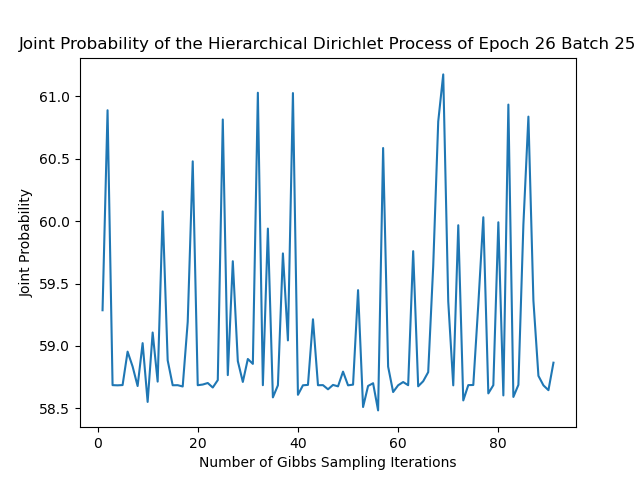 Joint Probability of the Hierarchical Dirichlet Process of Epoch 26 Batch 25
61.0
60.5
60.0
59.5
59.0
58.5
Joint Probability
0 20 40 60 80
Number of Gibbs Sampling Iterations